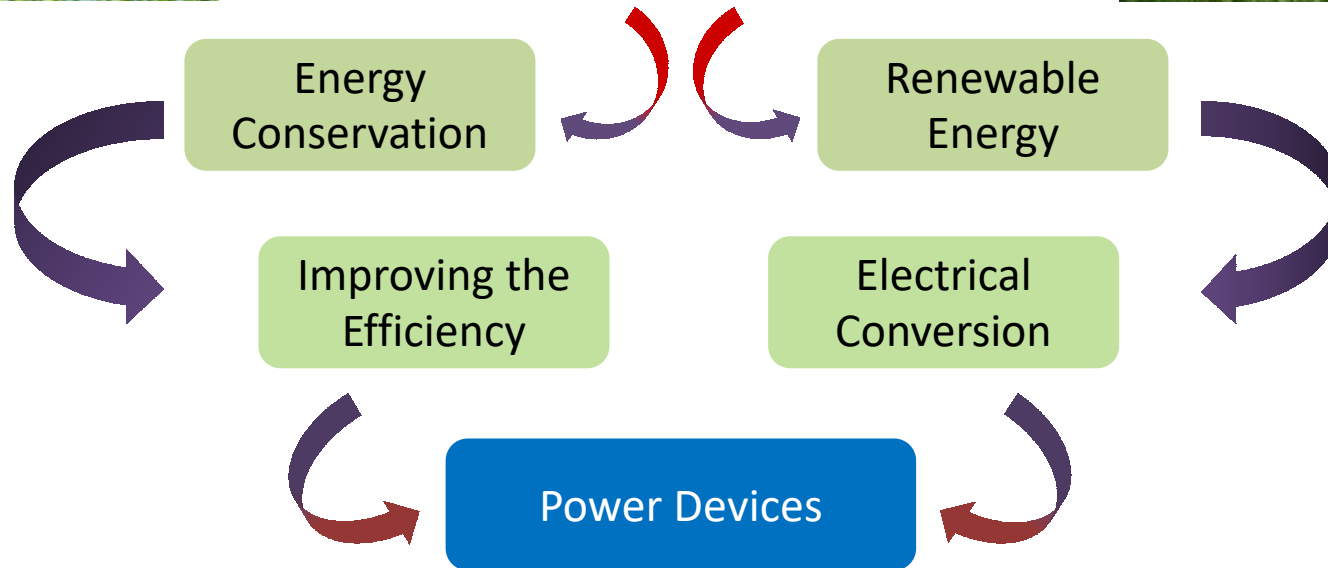 Energy
Conservation
Renewable
Energy
Improving the
Efficiency
Electrical
Conversion
Power Devices